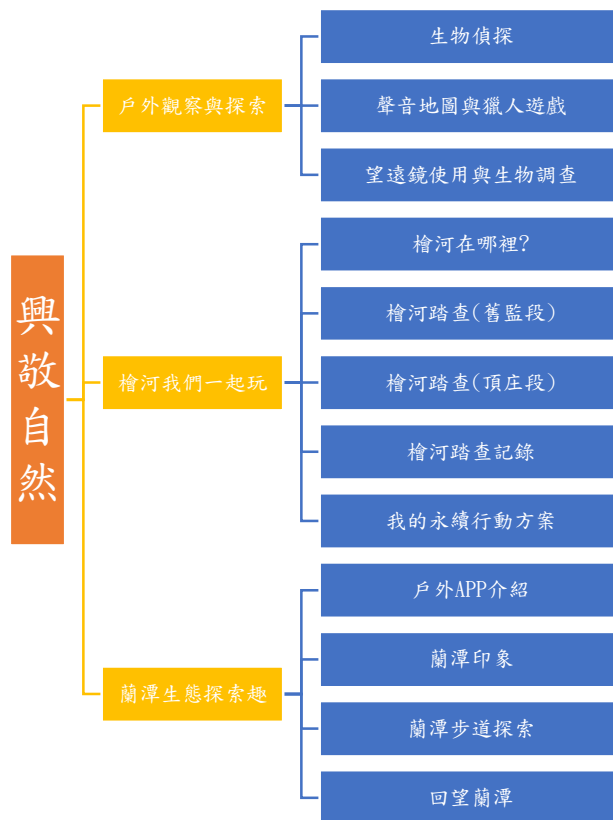 興敬自然
戶外觀察與探索
生物偵探
聲音地圖與獵人遊戲
望遠鏡使用與生物調查
檜河我們一起玩
檜河在哪裡?
檜河踏查(舊監段)
檜河踏查(頂庄段)
檜河踏查記錄
我的永續行動方案
蘭潭生態探索趣
戶外APP介紹
蘭潭印象
蘭潭步道探索
回望蘭潭